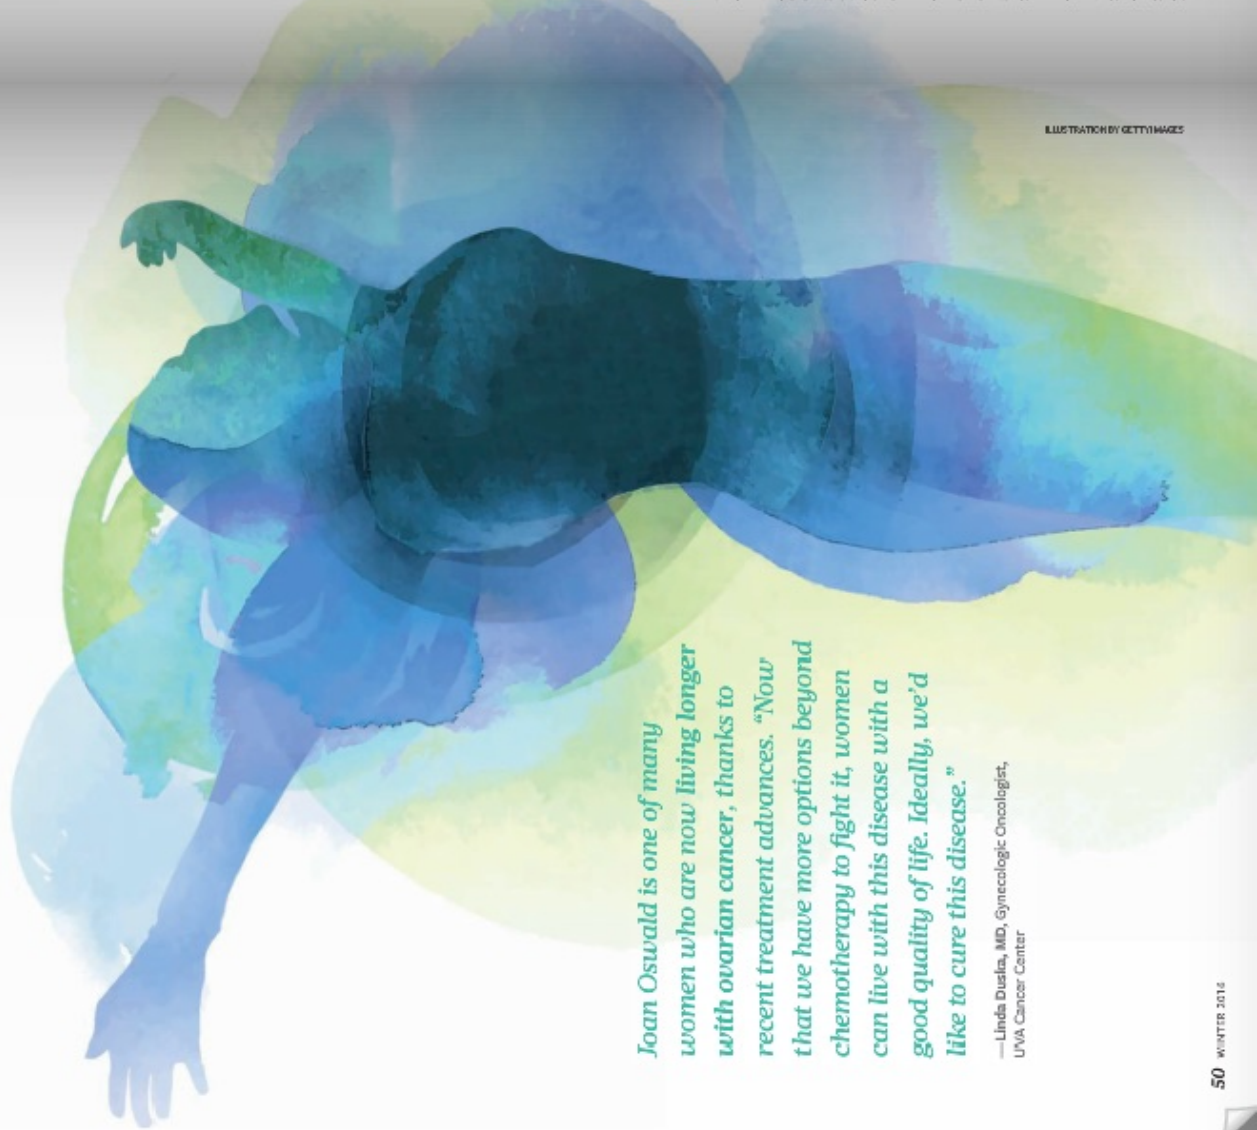 ILLUSTRATION BY GETTYIMAGES
Joan Oswald is one of many
women who are now living longer
with ovarian cancer, thanks to
recent treatment advances. “Now
that we have more options beyond
chemotherapy to fight it, women
can live with this disease with a
good quality of life. Ideally, we’d
like to cure this disease.”
—Linda Duska, MD, Gynecologic Oncologist,
UVA Cancer Center
50 WINTER 2014